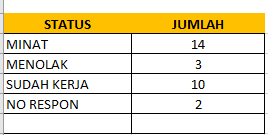 STATUS JUMLAH
MINAT 14
MENOLAK 3
SUDAH KERJA 10
NO RESPON 2